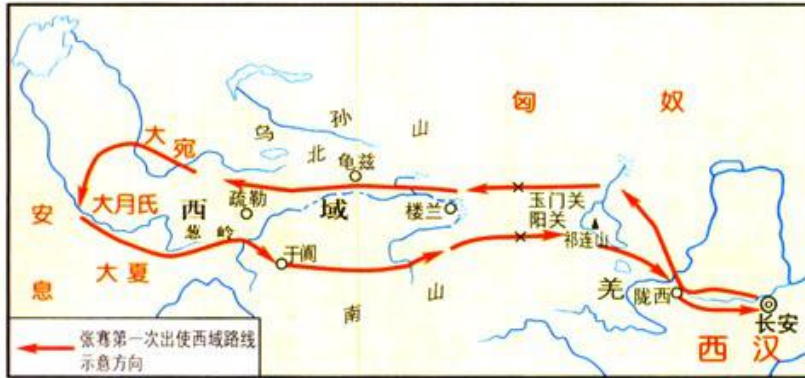 匈 奴
乌 孙
北 山
大 宛
龟兹
大月氏
疏勒
西 域
楼兰
玉门关
阳关
祁连山
葱 岭
安 息
大 夏
于阗
南 山
羌
陇西
长安
西 汉
张骞第一次出使西域路线
示意方向